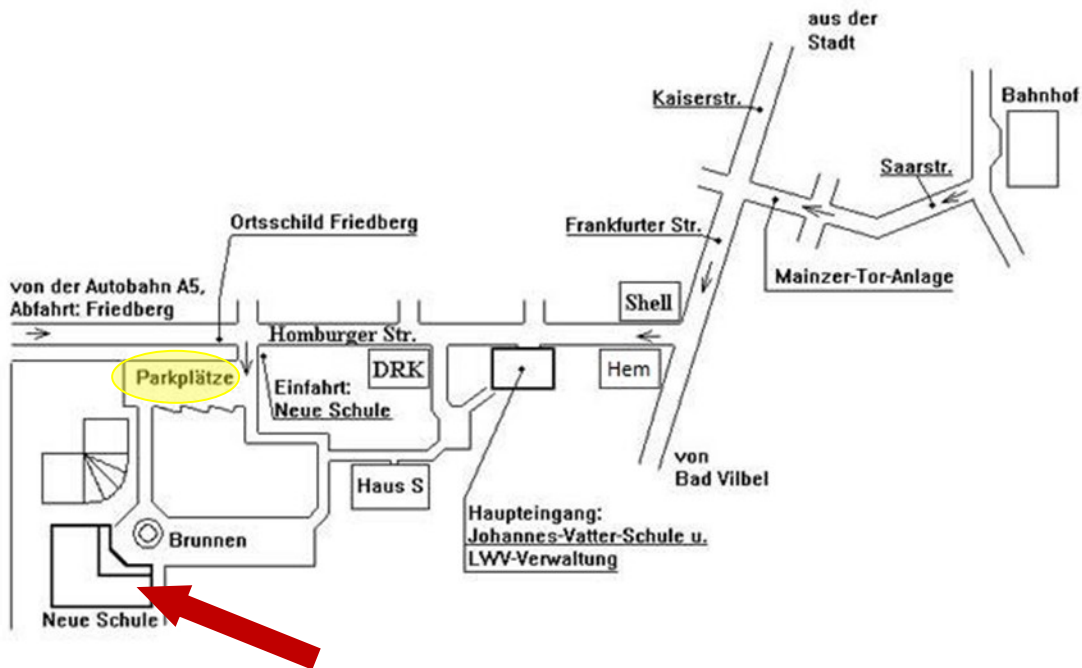 aus der
Stadt
Kaiserstr.
Bahnhof
Saarstr.
Ortsschild Friedberg
Frankfurter Str.
Mainzer-Tor-Anlage
von der Autobahn A5,
Abfahrt: Friedberg
Shell
Homburger Str.
Parkplätze
DRK
Hem
Einfahrt:
Neue Schule
von
Bad Vilbel
Haus S
Haupteingang:
Johannes-Vatter-Schule u.
LWV-Verwaltung
Brunnen
Neue Schule